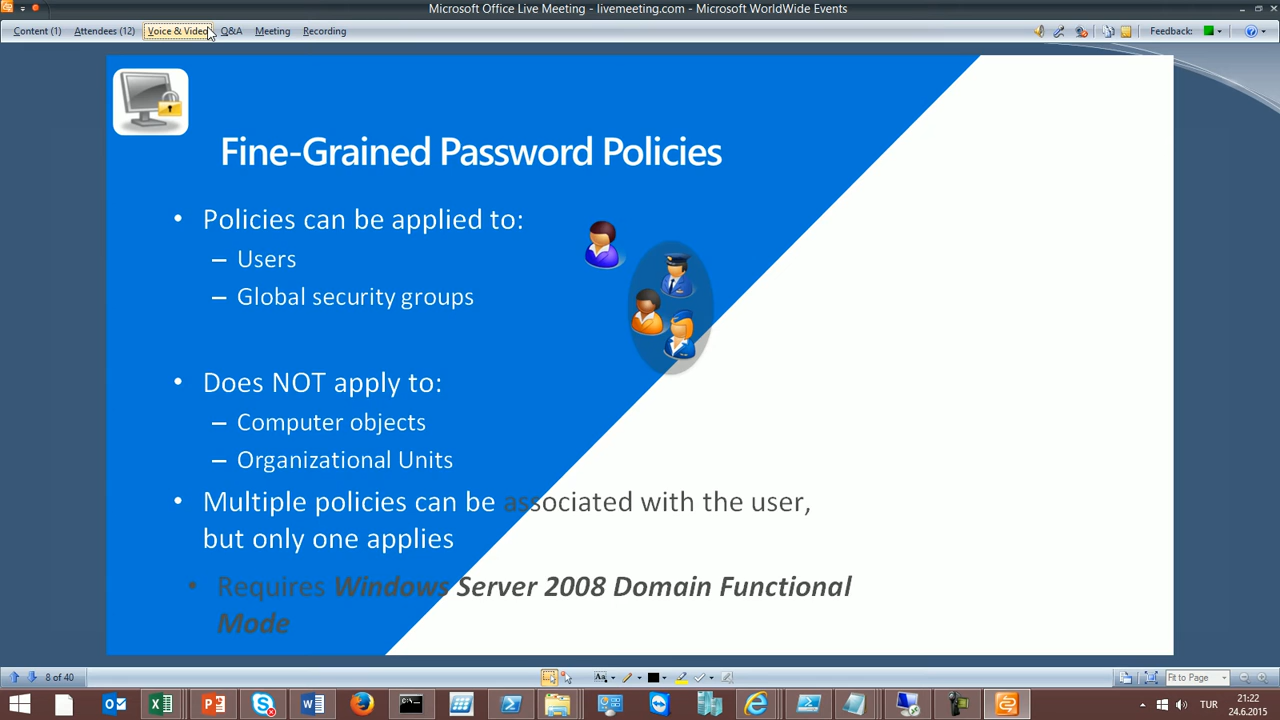 Microsoft Office Live Meeting - livemeeting.com - Microsoft WorldWide Events
Content (1) Attendees (12) Voice & Video Q&A Meeting Recording Feedback:
Fine-Grained Password Policies
• Policies can be applied to:
– Users
– Global security groups
• Does NOT apply to:
– Computer objects
– Organizational Units
• Multiple policies can be associated with the user,
but only one applies
• Requires Windows Server 2008 Domain Functional
Mode
8 of 40 Aa Fit to Page
TUR 21:22
24.6.2015